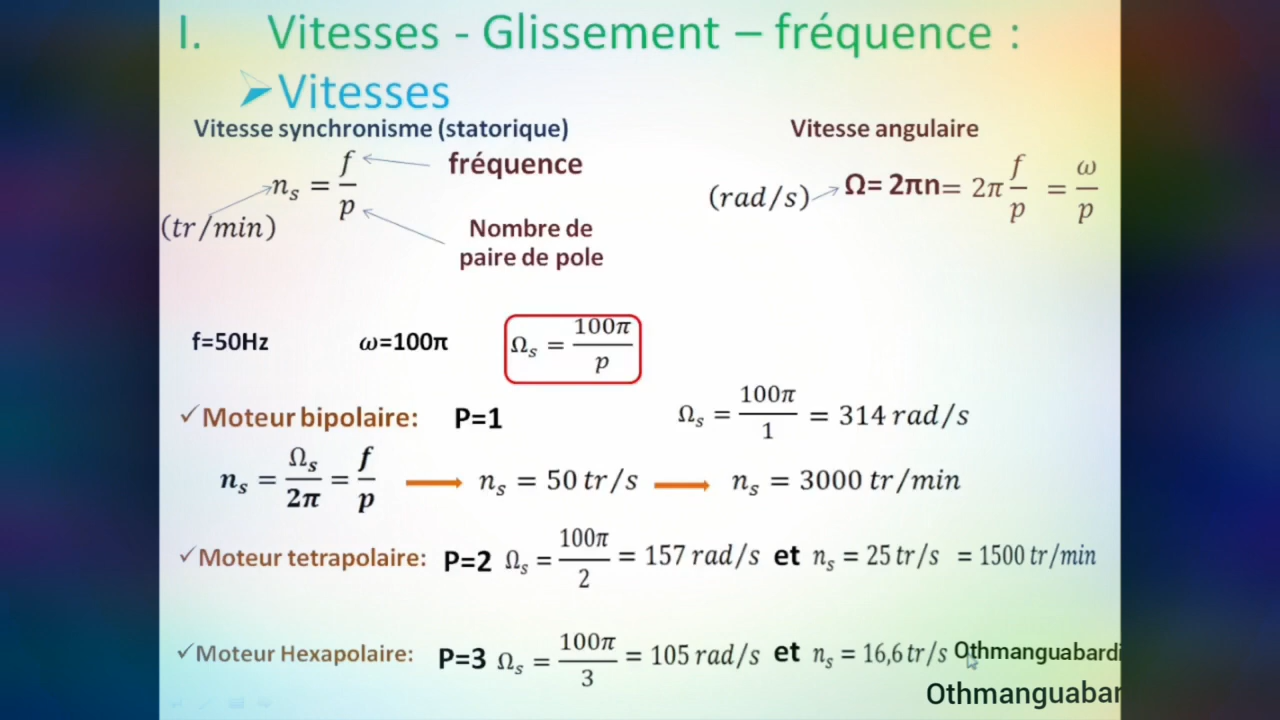 I. Vitesses - Glissement – fréquence :
➢Vitesses
Vitesse synchronisme (statorique)
Vitesse angulaire
n_s = f/p
fréquence
(tr/min)
Nombre de
paire de pole
(rad/s)
Ω= 2πn= 2π f/p = ω/p
f=50Hz ω=100π Ω_s = 100π/p
✓Moteur bipolaire: P=1 Ω_s = 100π/1 = 314 rad/s
n_s = Ω_s/2π = f/p n_s = 50 tr/s n_s = 3000 tr/min
✓Moteur tetrapolaire: P=2 Ω_s = 100π/2 = 157 rad/s et n_s = 25 tr/s = 1500 tr/min
✓Moteur Hexapolaire: P=3 Ω_s = 100π/3 = 105 rad/s et n_s = 16,6 tr/s Othmanguabardi
Othmanguabar